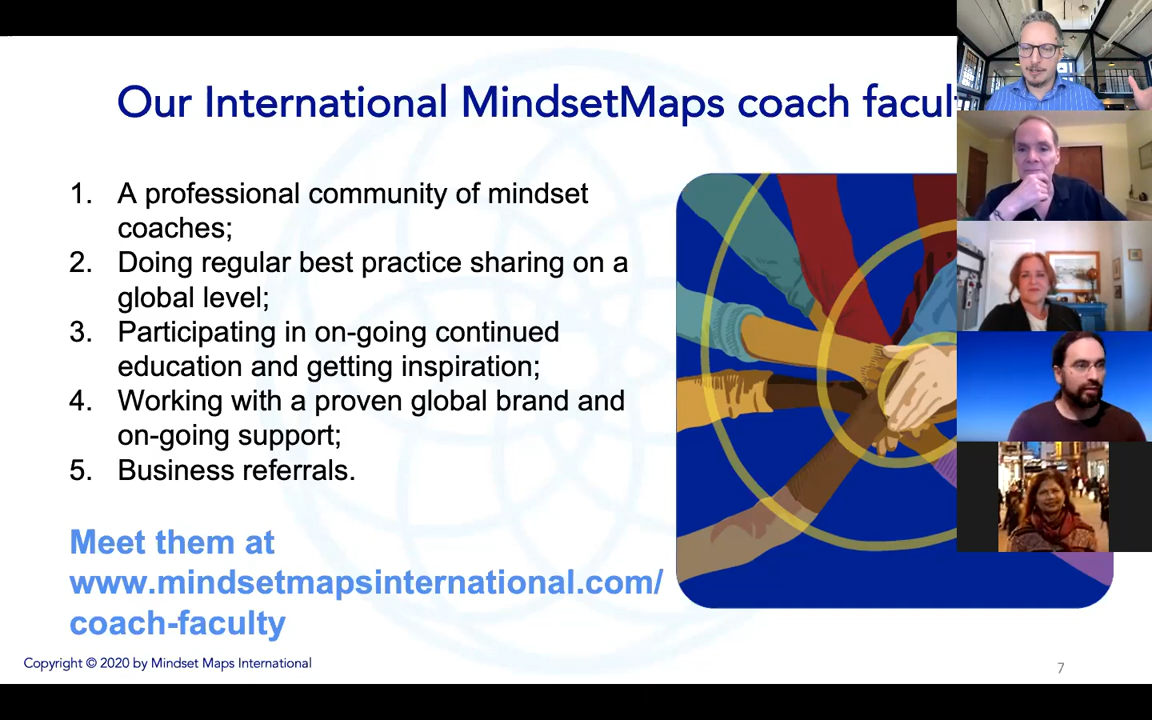 Our International MindsetMaps coach facul
1. A professional community of mindset
coaches;
2. Doing regular best practice sharing on a
global level;
3. Participating in on-going continued
education and getting inspiration;
4. Working with a proven global brand and
on-going support;
5. Business referrals.
Meet them at
www.mindsetmapsinternational.com/
coach-faculty
Copyright © 2020 by Mindset Maps International
7